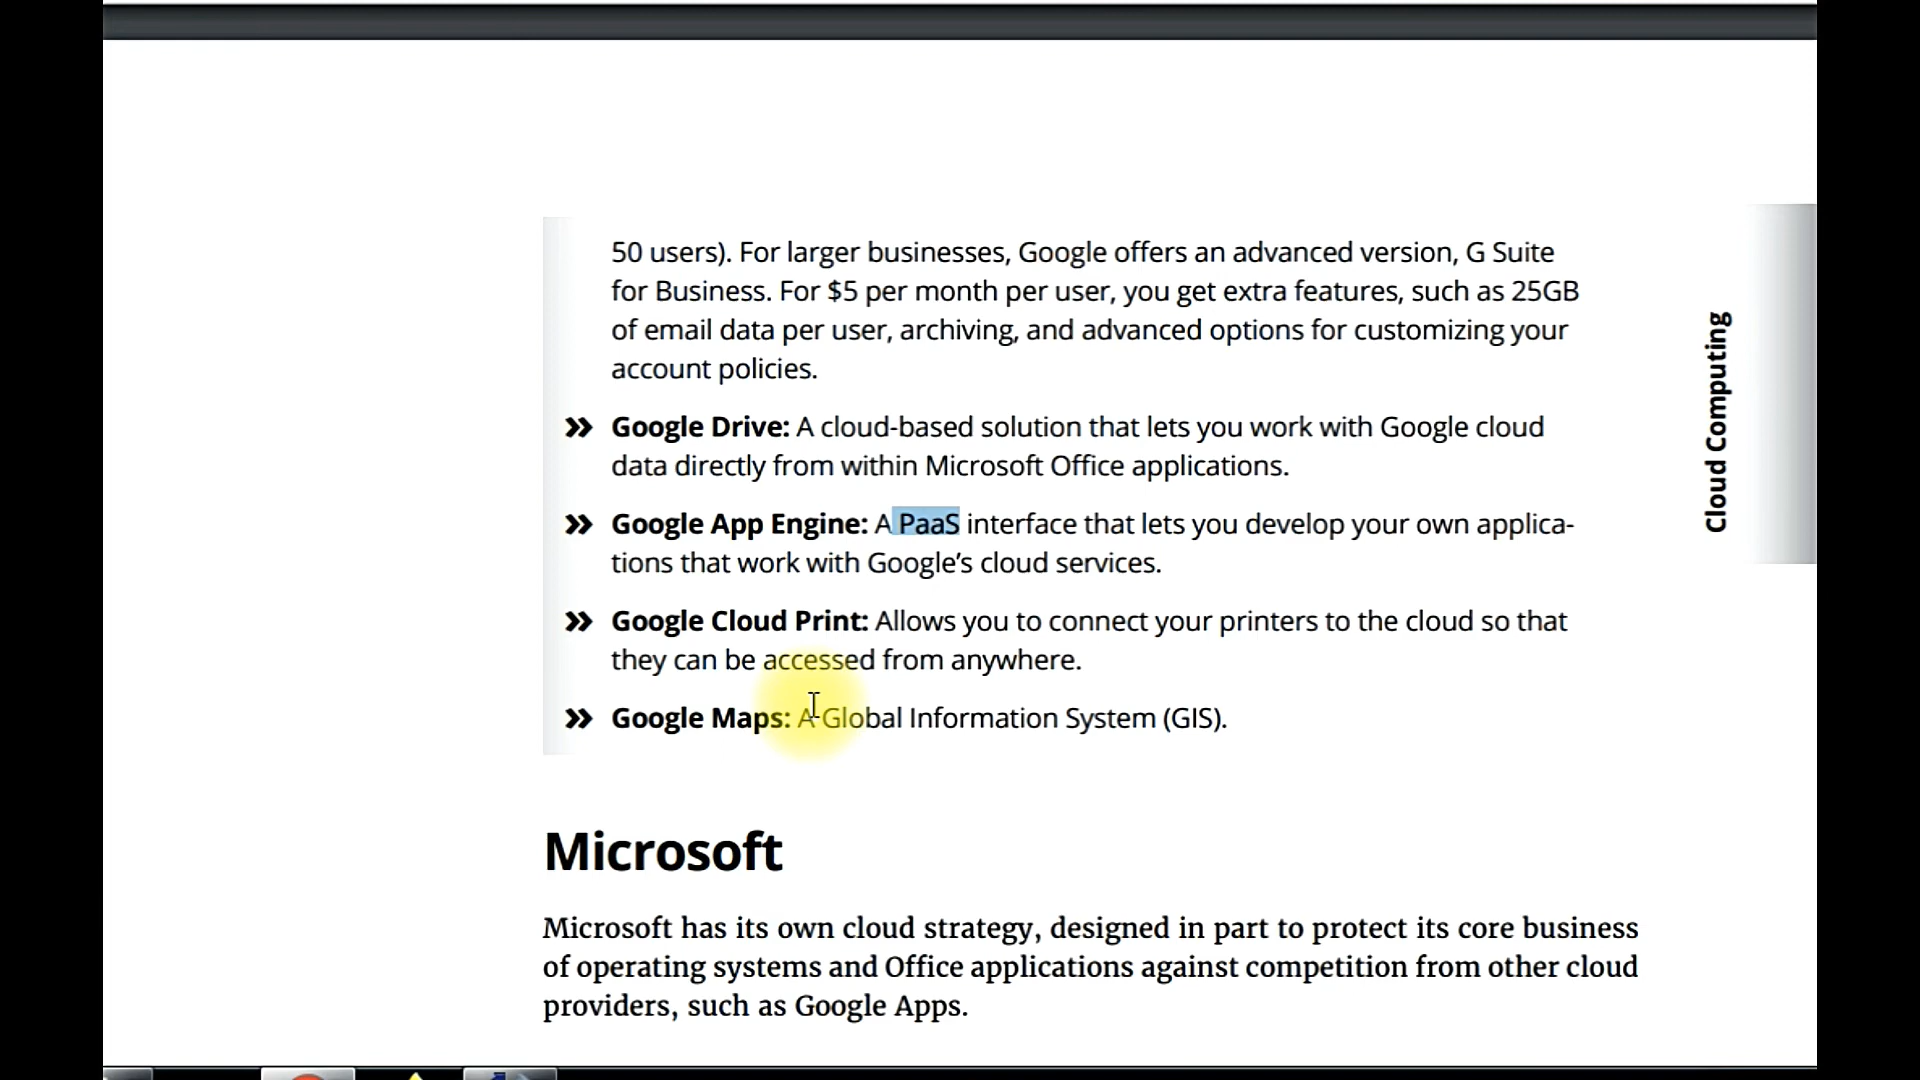 50 users). For larger businesses, Google offers an advanced version, G Suite
for Business. For $5 per month per user, you get extra features, such as 25GB
of email data per user, archiving, and advanced options for customizing your
account policies.
» Google Drive: A cloud-based solution that lets you work with Google cloud
data directly from within Microsoft Office applications.
» Google App Engine: A PaaS interface that lets you develop your own applica-
tions that work with Google’s cloud services.
» Google Cloud Print: Allows you to connect your printers to the cloud so that
they can be accessed from anywhere.
» Google Maps: A Global Information System (GIS).
Cloud Computing
Microsoft
Microsoft has its own cloud strategy, designed in part to protect its core business
of operating systems and Office applications against competition from other cloud
providers, such as Google Apps.